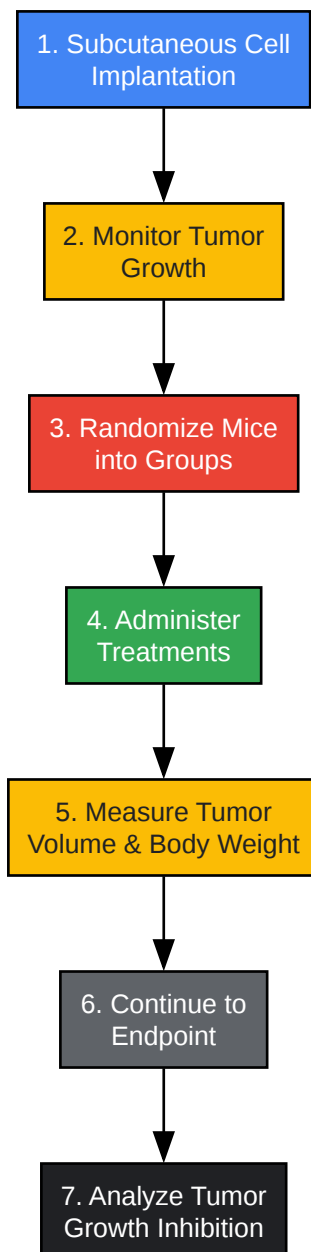 1. Subcutaneous Cell
Implantation
2. Monitor Tumor
Growth
3. Randomize Mice
into Groups
4. Administer
Treatments
5. Measure Tumor
Volume & Body Weight
6. Continue to
Endpoint
7. Analyze Tumor
Growth Inhibition